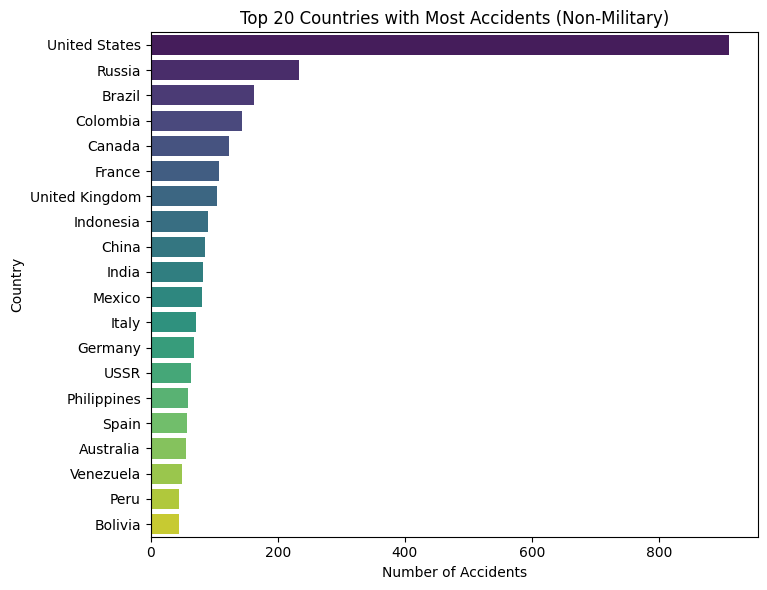 Top 20 Countries with Most Accidents (Non-Military)
Country
United States
Russia
Brazil
Colombia
Canada
France
United Kingdom
Indonesia
China
India
Mexico
Italy
Germany
USSR
Philippines
Spain
Australia
Venezuela
Peru
Bolivia
0 200 400 600 800
Number of Accidents